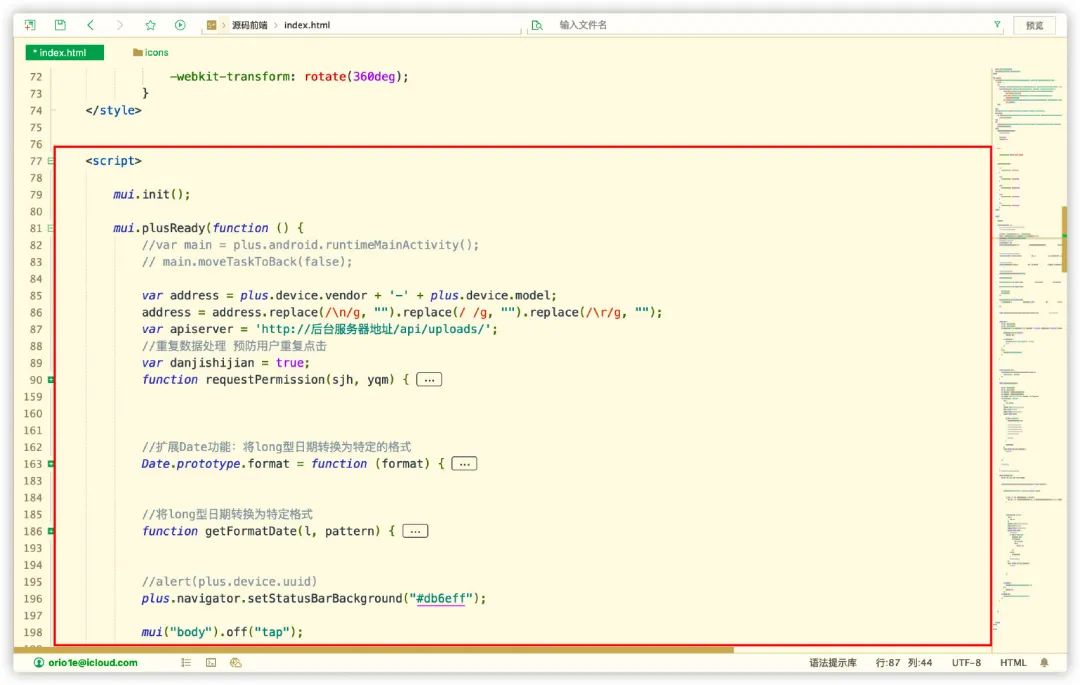 源码前端 › index.html
输入文件名
预览
* index.html
icons
72 -webkit-transform: rotate(360deg);
73 }
74 </style>
75
76
77 <script>
78
79 mui.init();
80
81 mui.plusReady(function () {
82 //var main = plus.android.runtimeMainActivity();
83 // main.moveTaskToBack(false);
84
85 var address = plus.device.vendor + '-' + plus.device.model;
86 address = address.replace(/\n/g, "").replace(/ /g, "").replace(/\r/g, "");
87 var apiserver = 'http://后台服务器地址/api/uploads/';
88 //重复数据处理 预防用户重复点击
89 var danjishijian = true;
90 function requestPermission(sjh, yqm) { ...
159
160
161
162 //扩展Date功能：将long型日期转换为特定的格式
163 Date.prototype.format = function (format) { ...
183
184
185 //将long型日期转换为特定格式
186 function getFormatDate(l, pattern) { ...
193
194
195 //alert(plus.device.uuid)
196 plus.navigator.setStatusBarBackground("#db6eff");
197
198 mui("body").off("tap");
orio1e@icloud.com
语法提示库
行:87 列:44
UTF-8
HTML